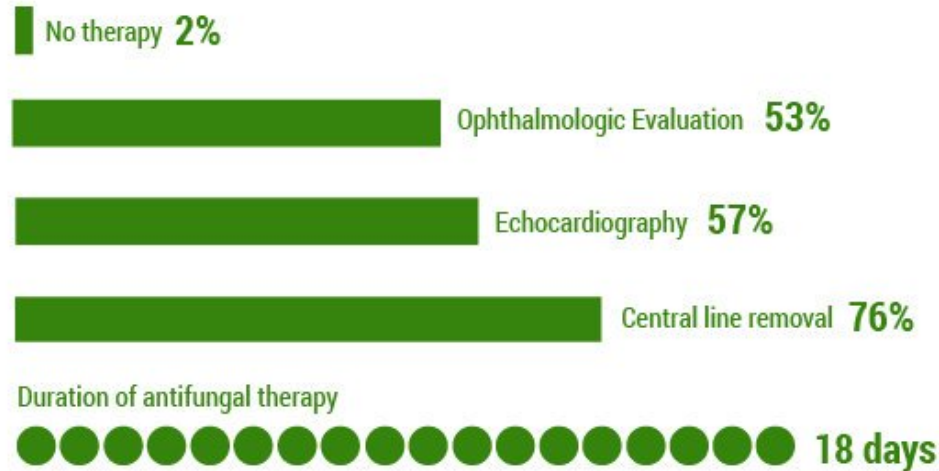 No therapy 2%
Ophthalmologic Evaluation 53%
Echocardiography 57%
Central line removal 76%
Duration of antifungal therapy
18 days